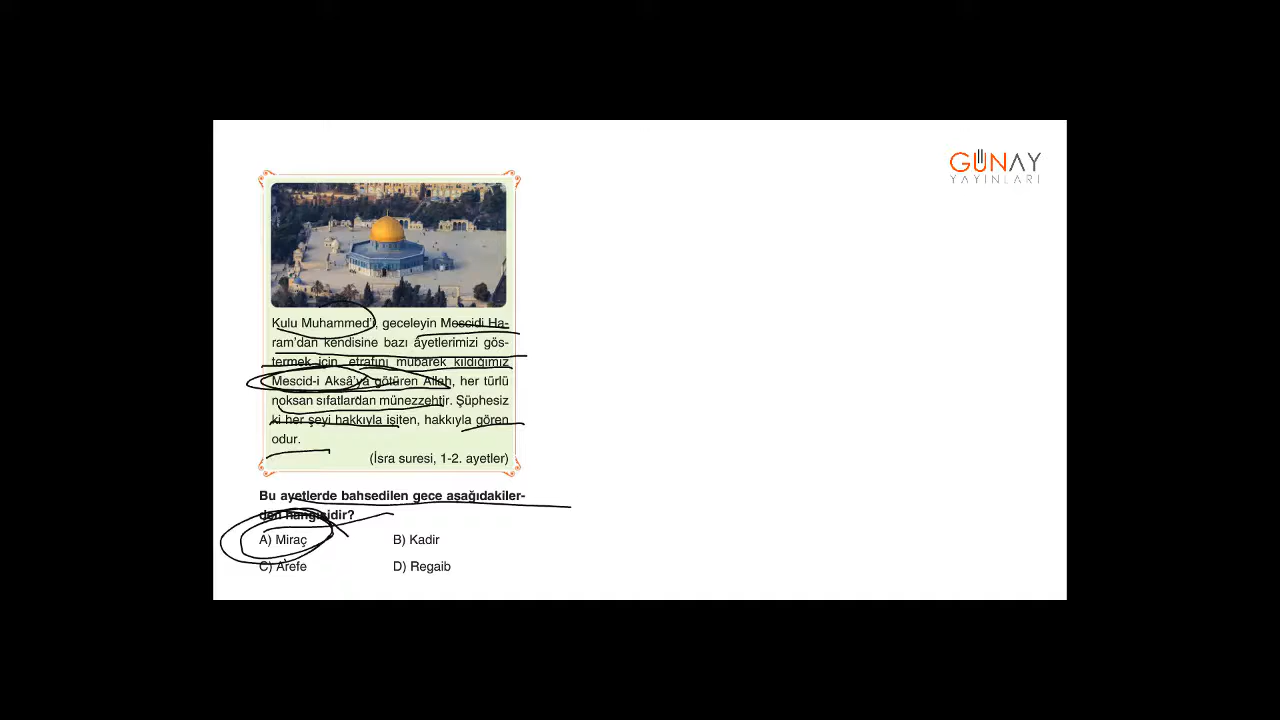 GÜNAY
YAYINLARI
Kulu Muhammed'i, geceleyin Mescidi Ha-
ram'dan kendisine bazı âyetlerimizi gös-
termek için, etrafını mübarek kıldığımız
Mescid-i Aksâ'ya götüren Allah, her türlü
noksan sıfatlardan münezzehtir. Şüphesiz
ki her şeyi hakkıyla işiten, hakkıyla gören
odur.
(İsra suresi, 1-2. ayetler)
Bu ayetlerde bahsedilen gece aşağıdakiler-
den hangisidir?
A) Miraç B) Kadir
C) Arefe D) Regaib